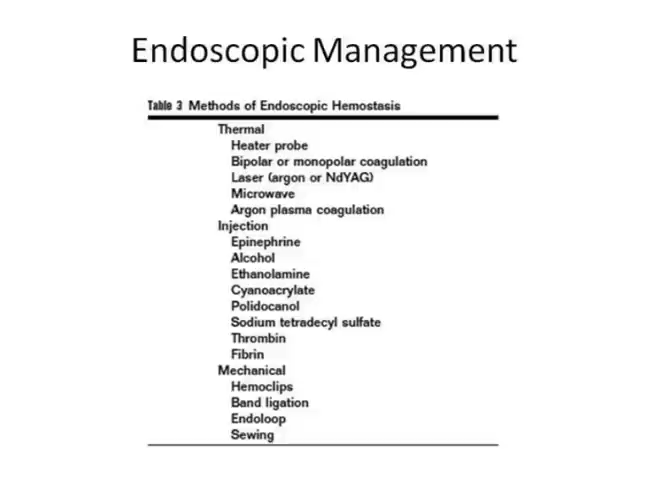 Endoscopic Management
Table 3 Methods of Endoscopic Hemostasis
Thermal
Heater probe
Bipolar or monopolar coagulation
Laser (argon or NdYAG)
Microwave
Argon plasma coagulation
Injection
Epinephrine
Alcohol
Ethanolamine
Cyanoacrylate
Polidocanol
Sodium tetradecyl sulfate
Thrombin
Fibrin
Mechanical
Hemoclips
Band ligation
Endoloop
Sewing